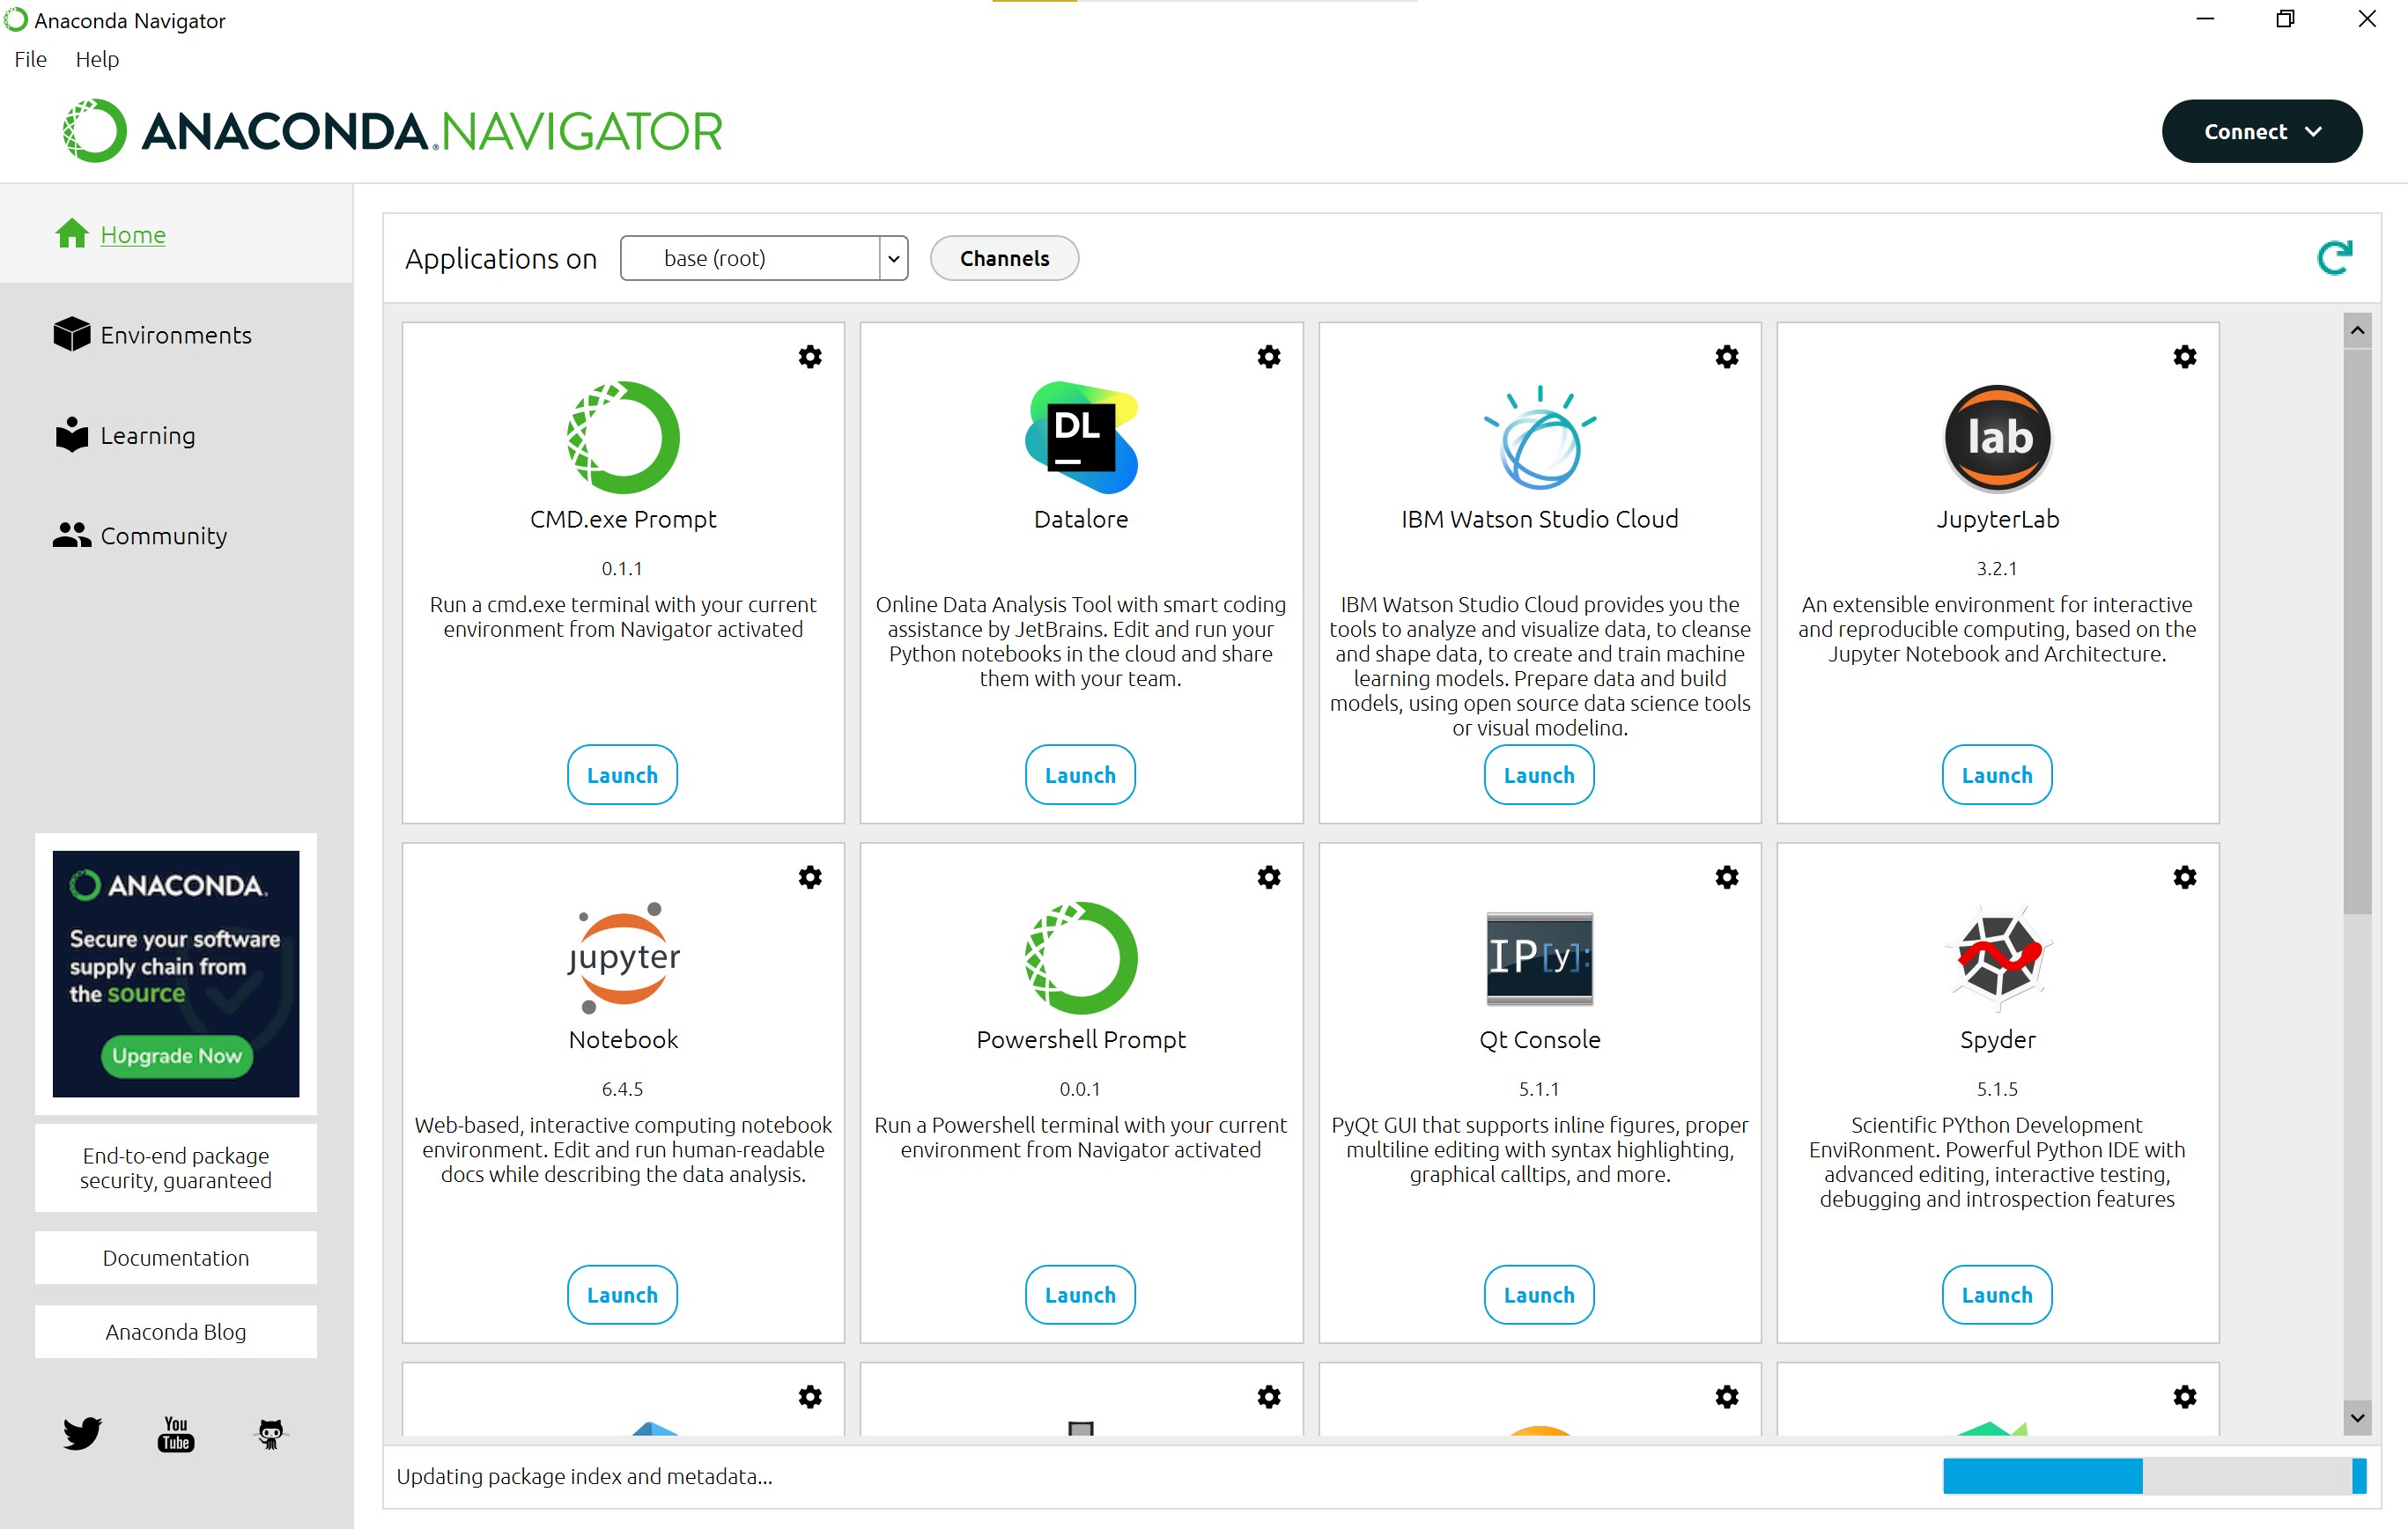 Anaconda Navigator
File Help
ANACONDA.NAVIGATOR
Connect
Home
Environments
Learning
Community
ANACONDA.
Secure your software
supply chain from
the source
Upgrade Now
End-to-end package
security, guaranteed
Documentation
Anaconda Blog
You
Tube
Applications on base (root) Channels
CMD.exe Prompt
0.1.1
Run a cmd.exe terminal with your current
environment from Navigator activated
Launch
DL
Datalore
Online Data Analysis Tool with smart coding
assistance by JetBrains. Edit and run your
Python notebooks in the cloud and share
them with your team.
Launch
IBM Watson Studio Cloud
IBM Watson Studio Cloud provides you the
tools to analyze and visualize data, to cleanse
and shape data, to create and train machine
learning models. Prepare data and build
models, using open source data science tools
or visual modeling.
Launch
lab
JupyterLab
3.2.1
An extensible environment for interactive
and reproducible computing, based on the
Jupyter Notebook and Architecture.
Launch
jupyter
Notebook
6.4.5
Web-based, interactive computing notebook
environment. Edit and run human-readable
docs while describing the data analysis.
Launch
Powershell Prompt
0.0.1
Run a Powershell terminal with your current
environment from Navigator activated
Launch
IP[y]:
Qt Console
5.1.1
PyQt GUI that supports inline figures, proper
multiline editing with syntax highlighting,
graphical calltips, and more.
Launch
Spyder
5.1.5
Scientific PYthon Development
EnviRonment. Powerful Python IDE with
advanced editing, interactive testing,
debugging and introspection features
Launch
Updating package index and metadata...